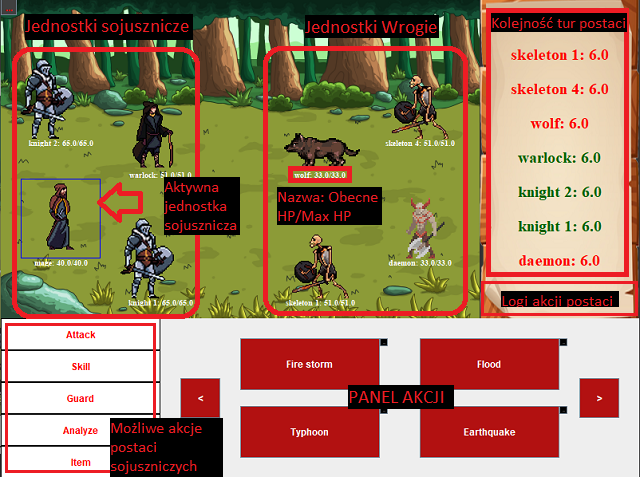 ...
Jednostki sojusznicze
Jednostki Wrogie
Kolejność tur postaci
skeleton 1: 6.0
skeleton 4: 6.0
wolf: 6.0
warlock: 6.0
knight 2: 6.0
knight 1: 6.0
daemon: 6.0
Logi akcji postaci
knight 2: 65.0/65.0
warlock: 51.0/51.0
skeleton 4: 51.0/51.0
wolf: 33.0/33.0
Aktywna
jednostka
sojusznicza
Nazwa: Obecne
HP/Max HP
mage: 40.0/40.0
knight 1: 65.0/65.0
skeleton 1: 51.0/51.0
daemon: 33.0/33.0
Attack
Skill
Guard
Analyze
Item
Możliwe akcje
postaci
sojuszniczych
<
Fire storm
Flood
PANEL AKCJI
Typhoon
Earthquake
>